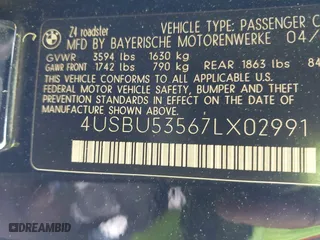 Z4 roadster VEHICLE TYPE: PASSENGER C
MFD BY BAYERISCHE MOTORENWERKE 04/
GVWR 3594 lbs 1630 kg
GAWR FRONT 1742 lbs 790 kg REAR 1863 lbs 84
THIS VEHICLE CONFORMS TO ALL APPLICABLE
FEDERAL MOTOR VEHICLE
SAFETY, BUMPER AND THEFT
STANDARDS IN EFFECT ON THE DATE
OF MANUFACTURE SHOWN ABOVE.
4USBU53567LX02991
DREAMBID